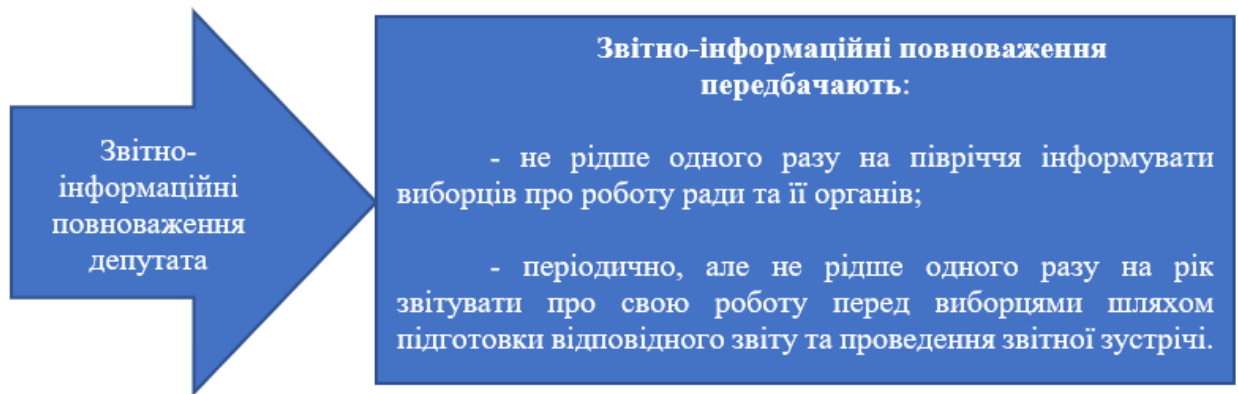 Звітно-
інформаційні
повноваження
депутата
Звітно-інформаційні повноваження
передбачають:
- не рідше одного разу на півріччя інформувати
виборців про роботу ради та її органів;
- періодично, але не рідше одного разу на рік
звітувати про свою роботу перед виборцями шляхом
підготовки відповідного звіту та проведення звітної зустрічі.